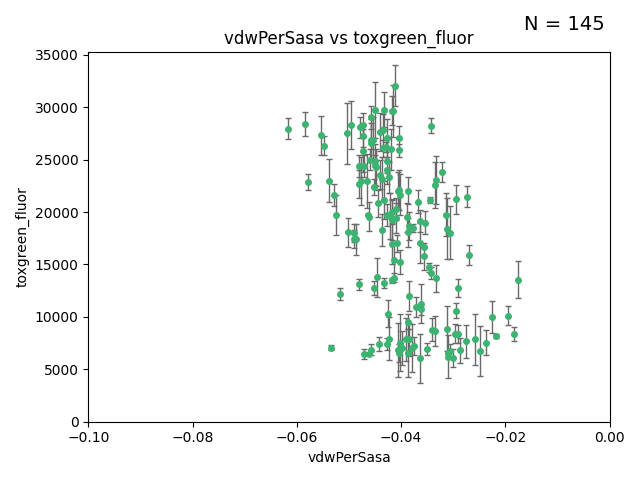 N = 145
vdwPerSasa vs toxgreen_fluor
toxgreen_fluor
35000
30000
25000
20000
15000
10000
5000
0
−0.10 −0.08 −0.06 −0.04 −0.02 0.00
vdwPerSasa